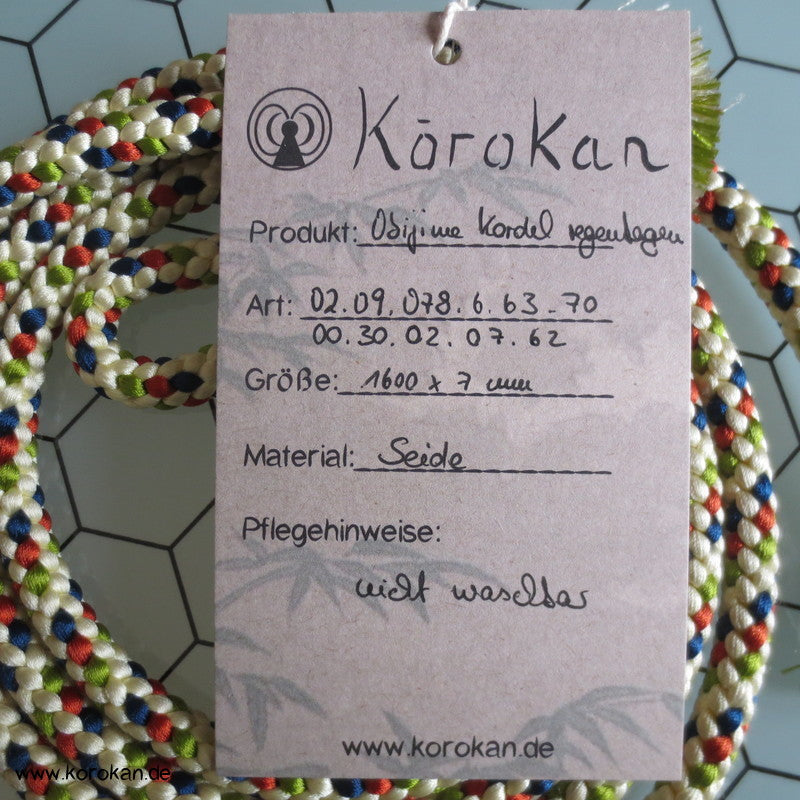 Kōrokan
Produkt: Obijime Kordel regenbogen
Art: 02.09.078.6.63-70
00.30.02.07.62
Größe: 1600 x 7 mm
Material: Seide
Pflegehinweise:
nicht waschbar
www.korokan.de
www.korokan.de